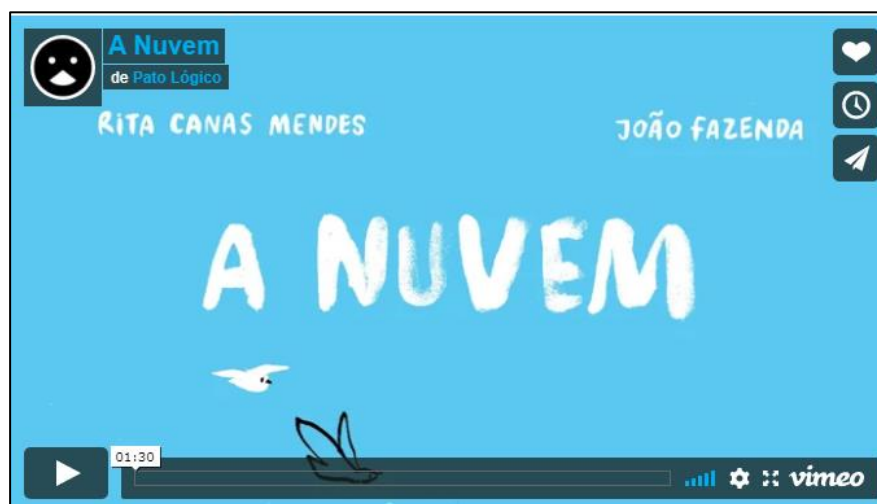 A Nuvem
de Pato Lógico
RITA CANAS MENDES
JOÃO FAZENDA
A NUVEM
01:30
vimeo